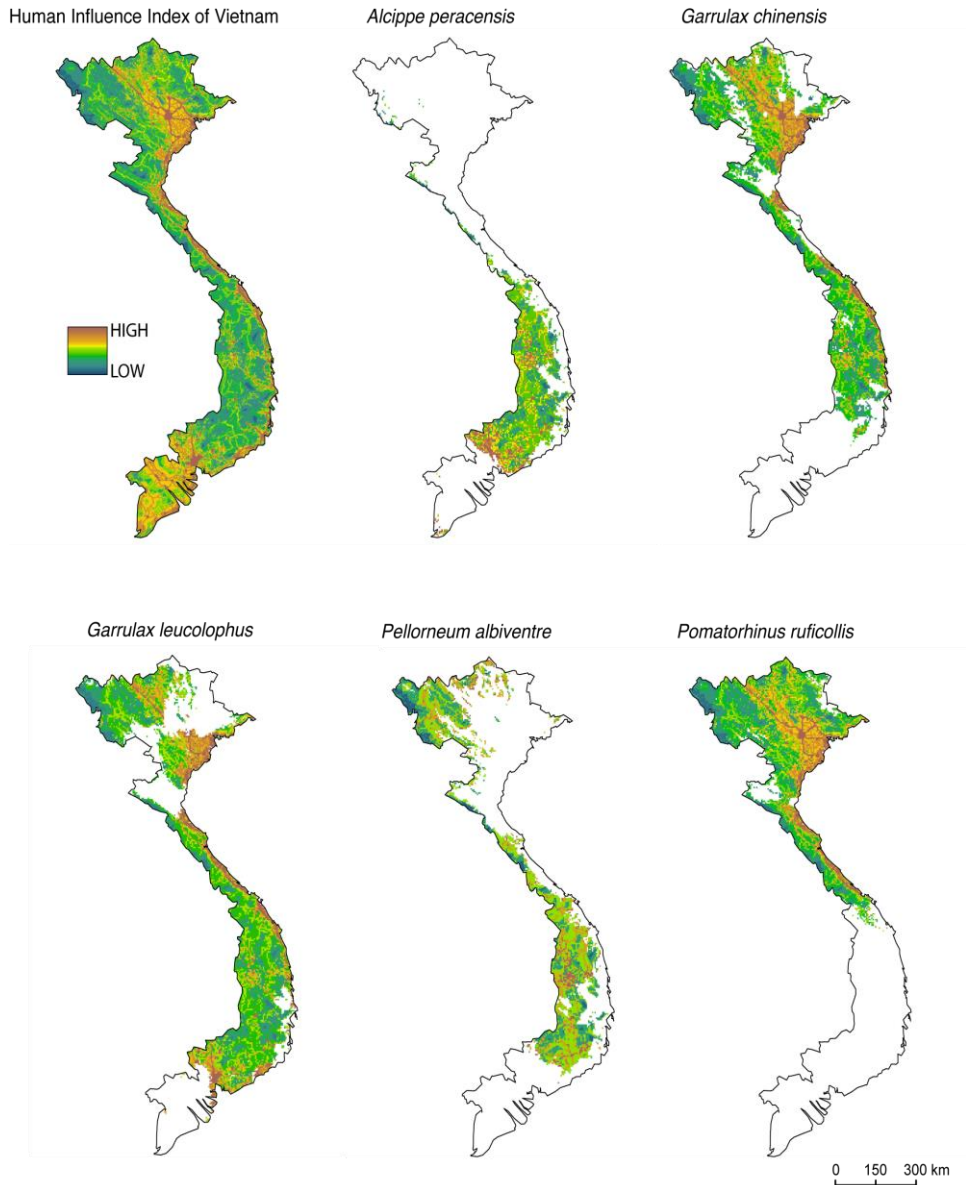 Human Influence Index of Vietnam
Alcippe peracensis
Garrulax chinensis
HIGH
LOW
Garrulax leucolophus
Pellorneum albiventre
Pomatorhinus ruficollis
0 150 300 km